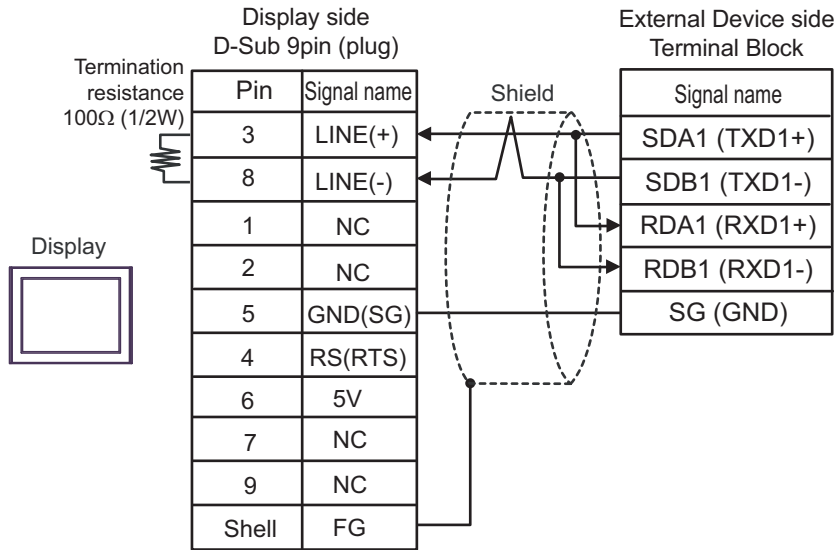 Display side
D-Sub 9pin (plug)
External Device side
Terminal Block
Termination
resistance
100Ω (1/2W)
Pin Signal name
Shield
Signal name
3 LINE(+)
SDA1 (TXD1+)
8 LINE(-)
SDB1 (TXD1-)
1 NC
RDA1 (RXD1+)
Display
2 NC
RDB1 (RXD1-)
5 GND(SG)
SG (GND)
4 RS(RTS)
6 5V
7 NC
9 NC
Shell FG